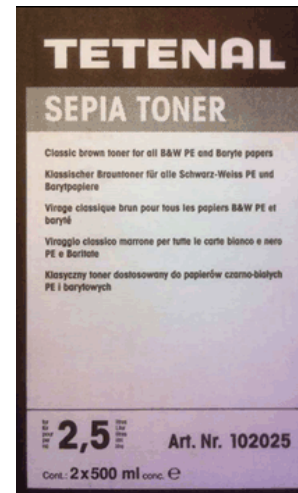 TETENAL
SEPIA TONER
Classic brown toner for all B&W PE and Baryte papers
Klassischer Brauntoner für alle Schwarz-Weiss PE und
Barytpapiere
Virage classique brun pour tous les papiers B&W PE et
baryté
Viraggio classico marrone per tutte le carte bianco e nero
PE e Baritate
Klasyczny toner dostosowany do papierów czarno-białych
PE i barytowych
2,5
Art. Nr. 102025
Cont.: 2x500 ml conc. ℮